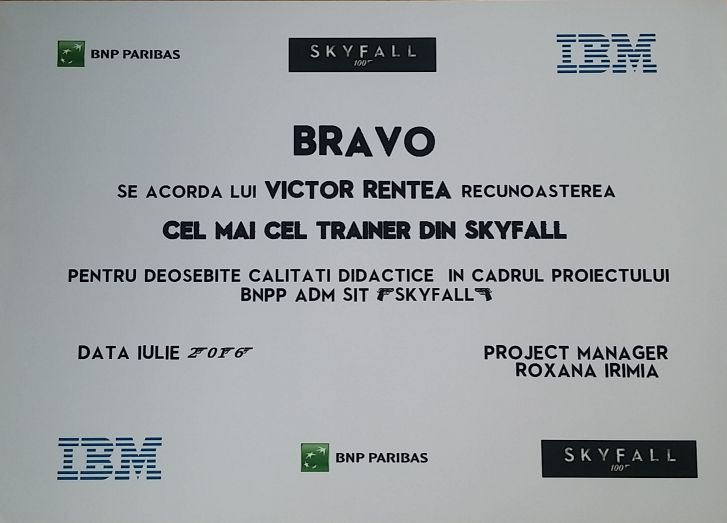 BNP PARIBAS SKYFALL 100 IBM
BRAVO
SE ACORDA LUI VICTOR RENTEA RECUNOASTEREA
CEL MAI CEL TRAINER DIN SKYFALL
PENTRU DEOSEBITE CALITATI DIDACTICE IN CADRUL PROIECTULUI
BNPP ADM SIT SKYFALL
DATA IULIE 2016 PROJECT MANAGER
ROXANA IRIMIA
IBM BNP PARIBAS SKYFALL 100